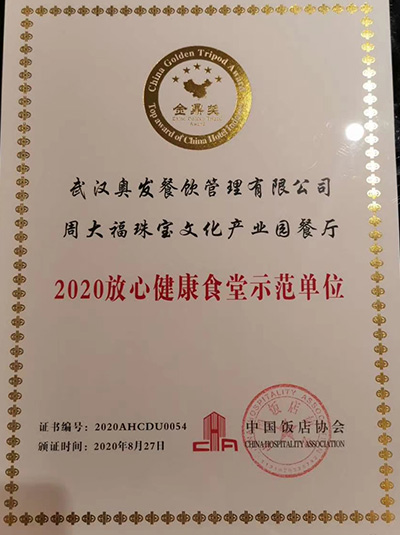 China Golden Tripod Award
金鼎奖
Top award of China Hotel Industry
武汉奥发餐饮管理有限公司
周大福珠宝文化产业园餐厅
2020放心健康食堂示范单位
证书编号：2020AHCDU0054
颁证时间：2020年8月27日
CHA
中国饭店协会
CHINA HOSPITALITY ASSOCIATION